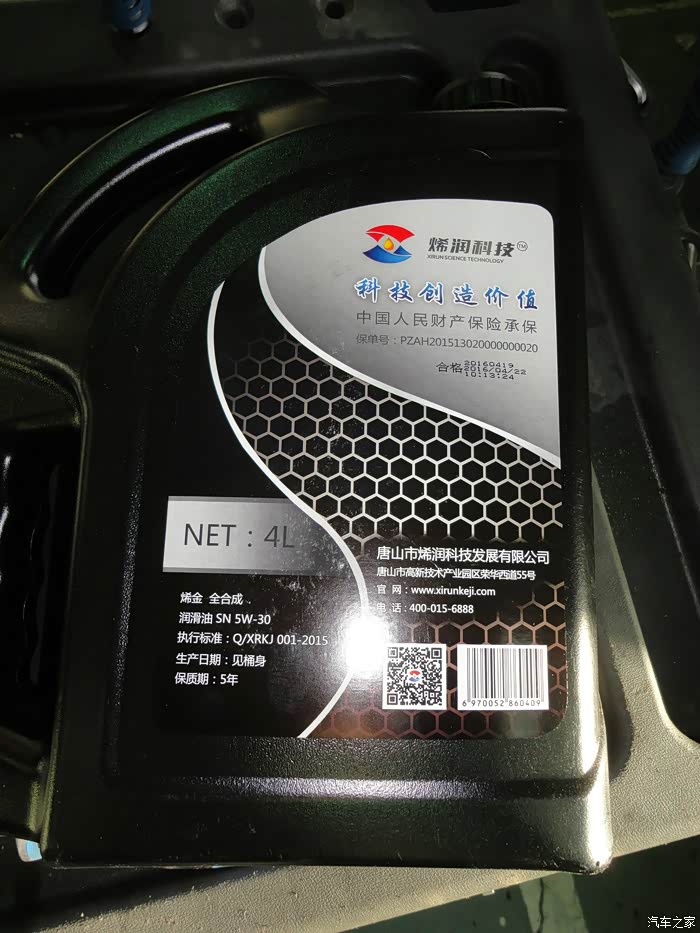 烯润科技™
XIRUN SCIENCE TECHNOLOGY
科技创造价值
中国人民财产保险承保
保单号：PZAH201513020000000020
合格
20160419
2016/04/22
10:13:24
NET：4L
唐山市烯润科技发展有限公司
唐山市高新技术产业园区荣华西道55号
官 网：www.xirunkeji.com
电 话：400-015-6888
烯金 全合成
润滑油 SN 5W-30
执行标准：Q/XRKJ 001-2015
生产日期：见桶身
保质期：5年
6 970052 860409
汽车之家